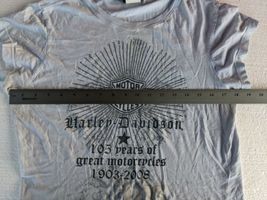 MOTOR
Harley-Davidson
105 years of
great motorcycles
1903-2008